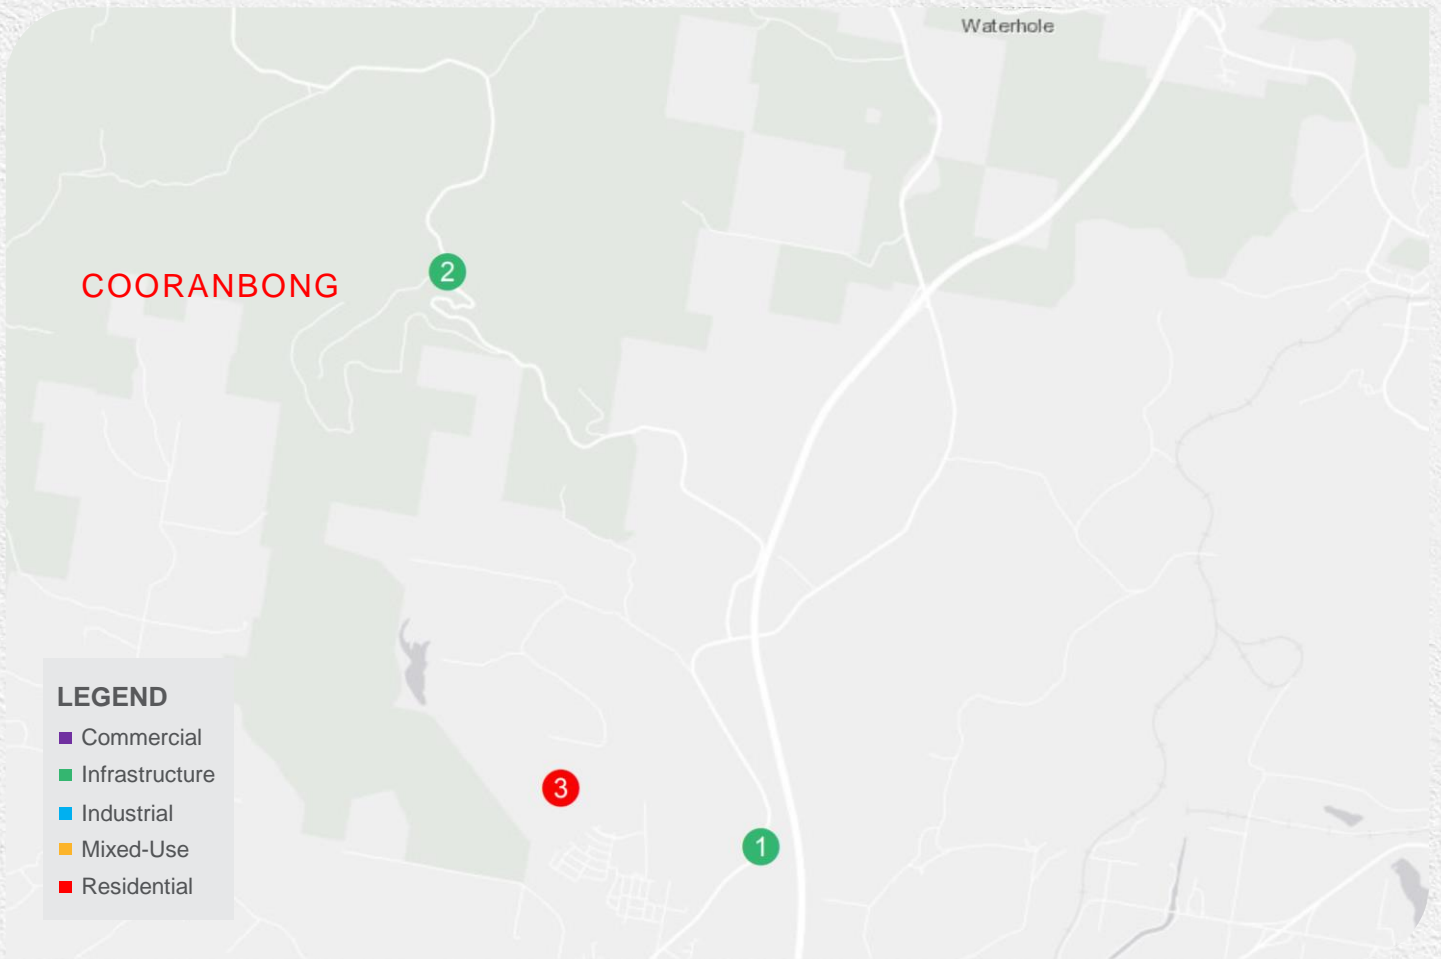 Waterhole
COORANBONG
2
LEGEND
Commercial
Infrastructure
Industrial
Mixed-Use
Residential
3
1